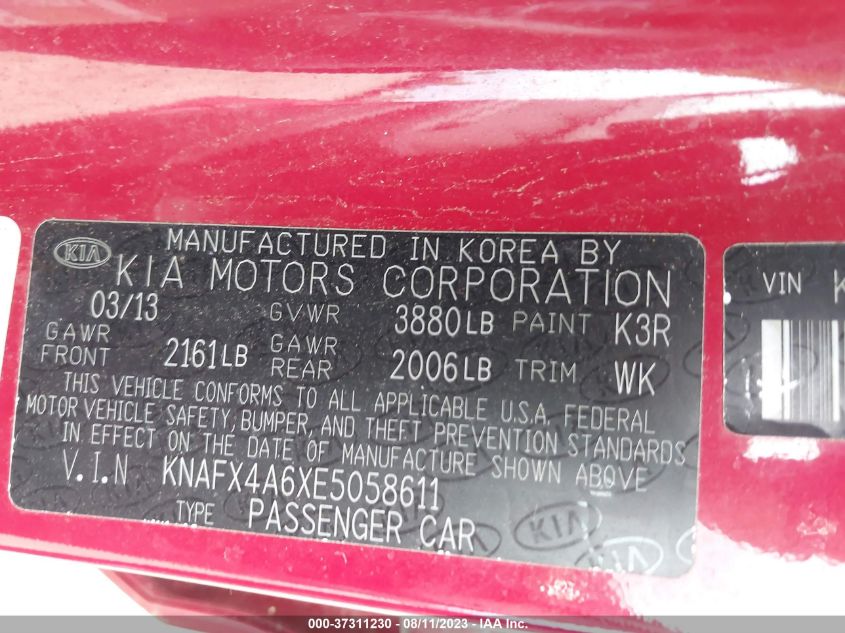 KIA
MANUFACTURED IN KOREA BY
KIA MOTORS CORPORATION
03/13 GVWR 3880LB PAINT K3R
GAWR FRONT 2161LB GAWR REAR 2006LB TRIM WK
THIS VEHICLE CONFORMS TO ALL APPLICABLE U.S.A. FEDERAL
MOTOR VEHICLE SAFETY, BUMPER, AND THEFT PREVENTION STANDARDS
IN EFFECT ON THE DATE OF MANUFACTURE SHOWN ABOVE
V.I.N KNAFX4A6XE5058611
TYPE PASSENGER CAR
KIA
VIN K
000-37311230 - 08/11/2023 - IAA Inc.